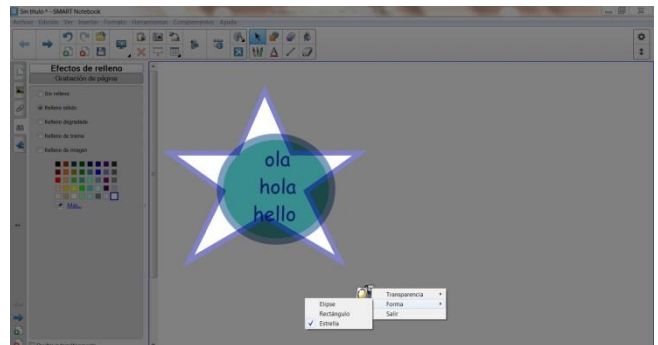 Sin título * - SMART Notebook
Archivo Edición Ver Insertar Formato Herramientas Complementos Ayuda
Efectos de relleno
Grabación de página
Sin relleno
Relleno sólido
Relleno degradado
Relleno de trama
Relleno de imagen
Más...
ola
hola
hello
Transparencia
Forma
Salir
Elipse
Rectángulo
Estrella